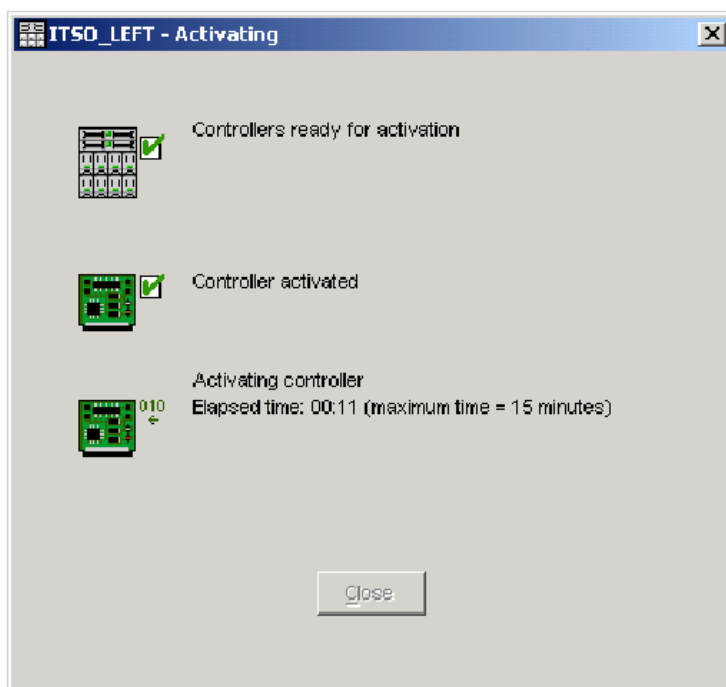 ITSO_LEFT - Activating
Controllers ready for activation
Controller activated
Activating controller
010
Elapsed time: 00:11 (maximum time = 15 minutes)
Close